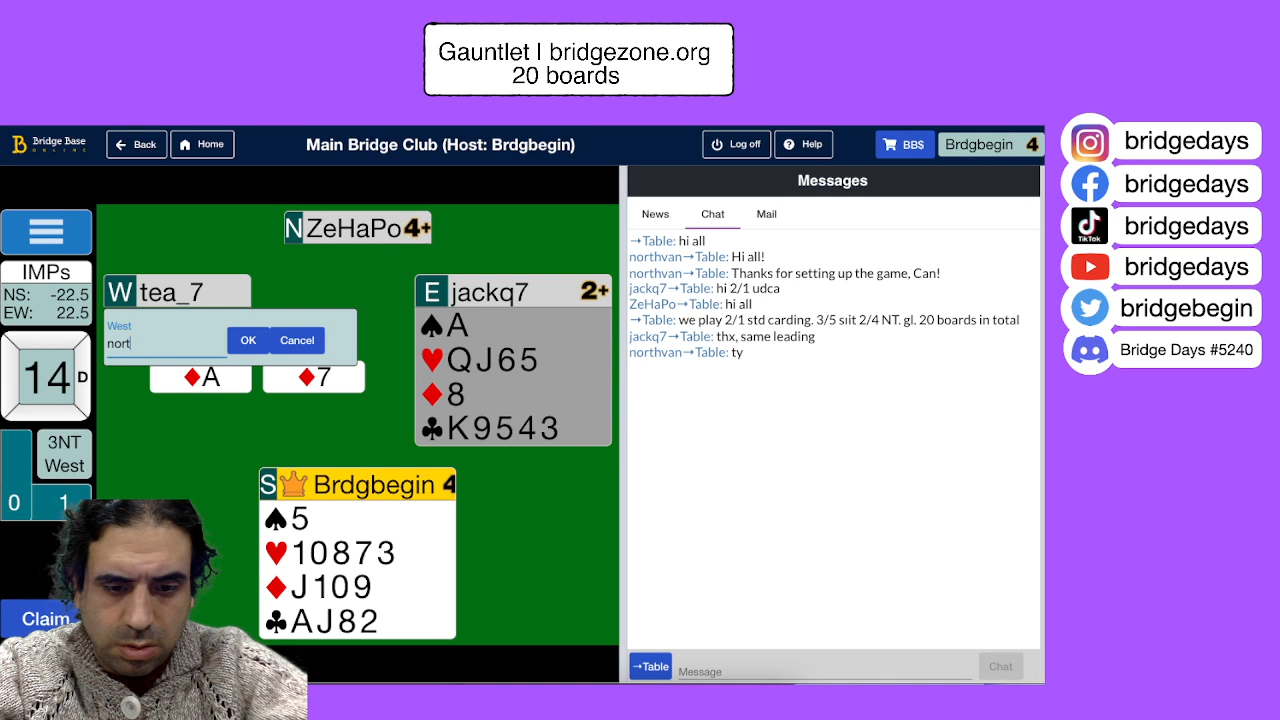 Gauntlet I bridgezone.org
20 boards
B Bridge Base
ONLINE
Back
Home
Main Bridge Club (Host: Brdgbegin)
Log off
Help
BB$
Brdgbegin 4
IMPs
NS: -22.5
EW: 22.5
14 D
3NT
West
0 1
Claim
N ZeHaPo 4+
W tea_7
West
nort
OK
Cancel
♦A
♦7
E jackq7 2+
♠A
♥QJ65
♦8
♣K9543
S Brdgbegin 4
♠5
♥10873
♦J109
♣AJ82
Messages
News Chat Mail
→Table: hi all
northvan→Table: Hi all!
northvan→Table: Thanks for setting up the game, Can!
jackq7→Table: hi 2/1 udca
ZeHaPo→Table: hi all
→Table: we play 2/1 std carding. 3/5 suit 2/4 NT. gl. 20 boards in total
jackq7→Table: thx, same leading
northvan→Table: ty
→Table
Message
Chat
bridgedays
bridgedays
TikTok
bridgedays
bridgedays
bridgebegin
Bridge Days #5240